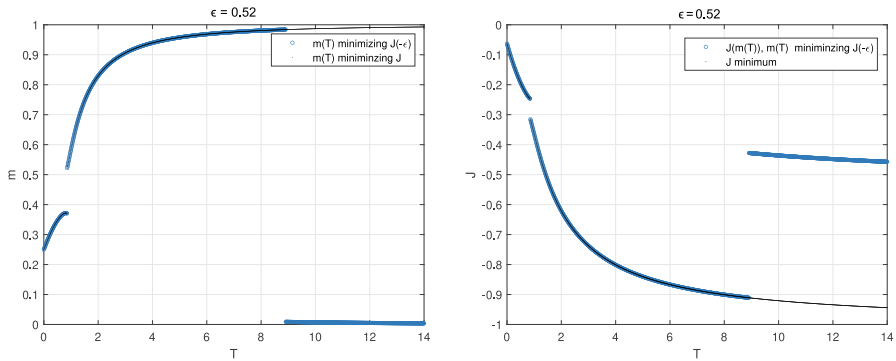 ϵ = 0.52
1
0.9
0.8
0.7
0.6
0.5
0.4
0.3
0.2
0.1
0
m
0 2 4 6 8 10 12 14
T
m(T) minimizing J(-ϵ)
m(T) miniminzing J
ϵ = 0.52
0
-0.1
-0.2
-0.3
-0.4
-0.5
-0.6
-0.7
-0.8
-0.9
-1
J
0 2 4 6 8 10 12 14
T
J(m(T)), m(T) miniminzing J(-ϵ)
J minimum